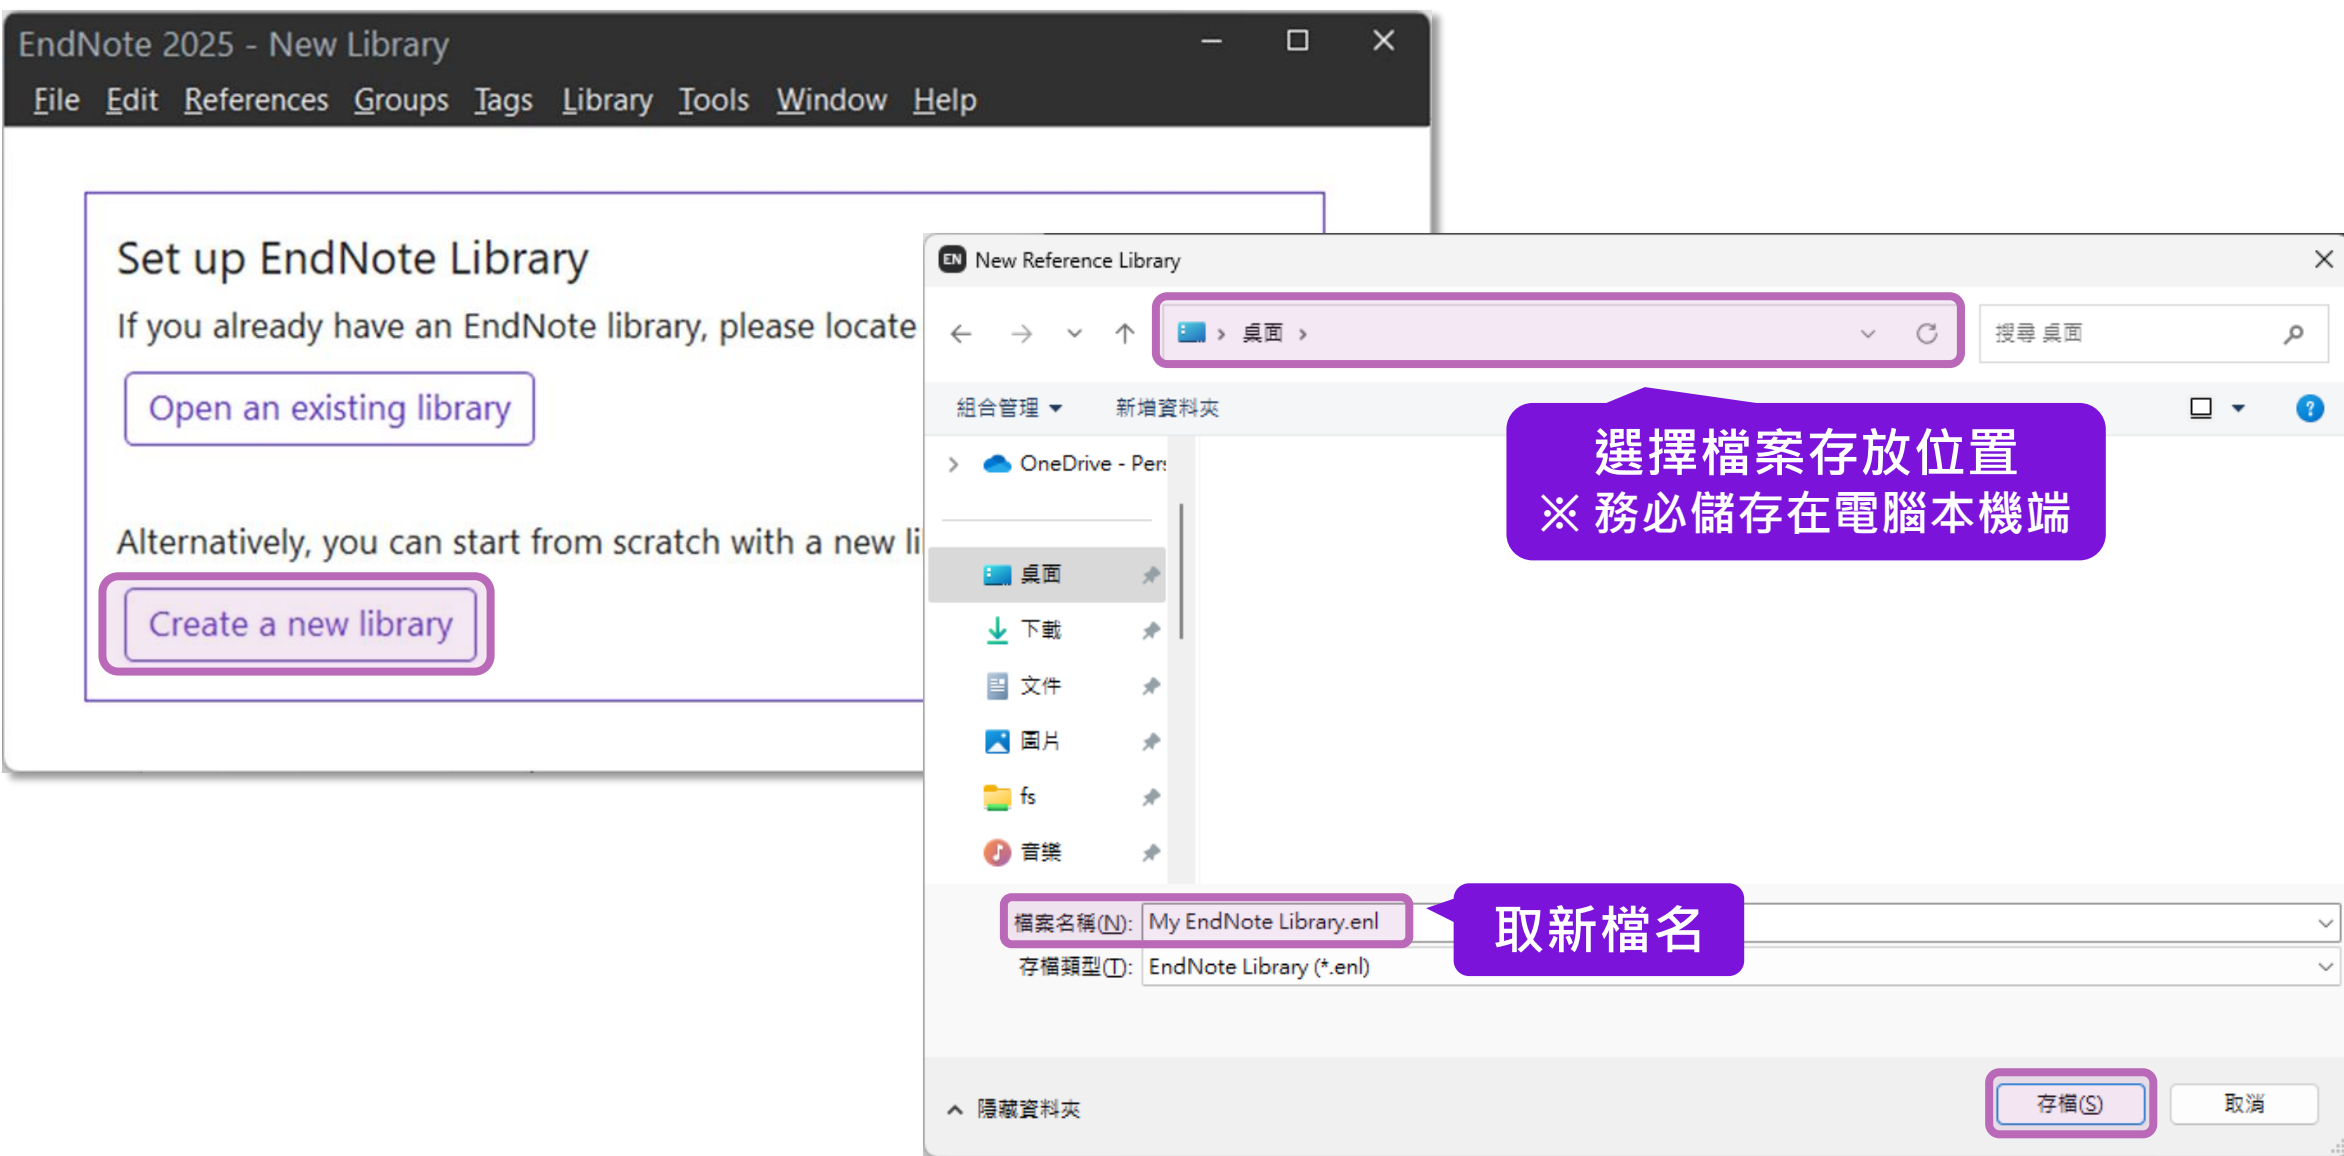 EndNote 2025 - New Library
File Edit References Groups Tags Library Tools Window Help
Set up EndNote Library
If you already have an EndNote library, please locate
Open an existing library
Alternatively, you can start from scratch with a new li
Create a new library
EN New Reference Library
桌面
搜尋 桌面
組合管理 新增資料夾
選擇檔案存放位置
※ 務必儲存在電腦本機端
OneDrive - Pers
桌面
下載
文件
圖片
fs
音樂
檔案名稱(N): My EndNote Library.enl
取新檔名
存檔類型(T): EndNote Library (*.enl)
隱藏資料夾
存檔(S) 取消